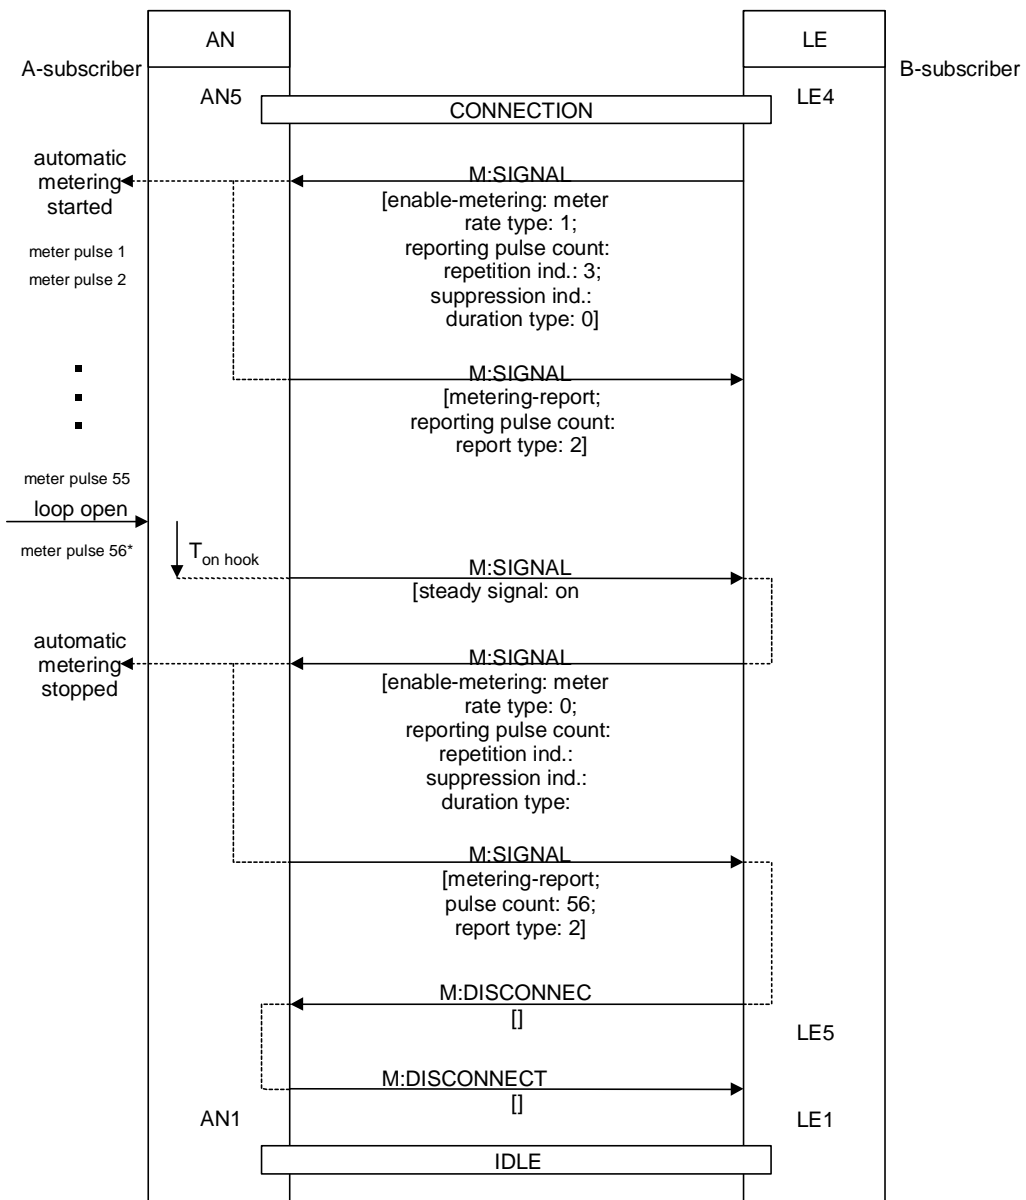 AN
LE
A-subscriber
B-subscriber
AN5
LE4
CONNECTION
automatic
metering
started
M:SIGNAL
[enable-metering: meter
rate type: 1;
reporting pulse count:
repetition ind.: 3;
suppression ind.:
duration type: 0]
meter pulse 1
meter pulse 2
M:SIGNAL
[metering-report;
reporting pulse count:
report type: 2]
meter pulse 55
loop open
meter pulse 56*
T on hook
M:SIGNAL
[steady signal: on
automatic
metering
stopped
M:SIGNAL
[enable-metering: meter
rate type: 0;
reporting pulse count:
repetition ind.:
suppression ind.:
duration type:
M:SIGNAL
[metering-report;
pulse count: 56;
report type: 2]
M:DISCONNEC
[]
LE5
M:DISCONNECT
[]
AN1
LE1
IDLE